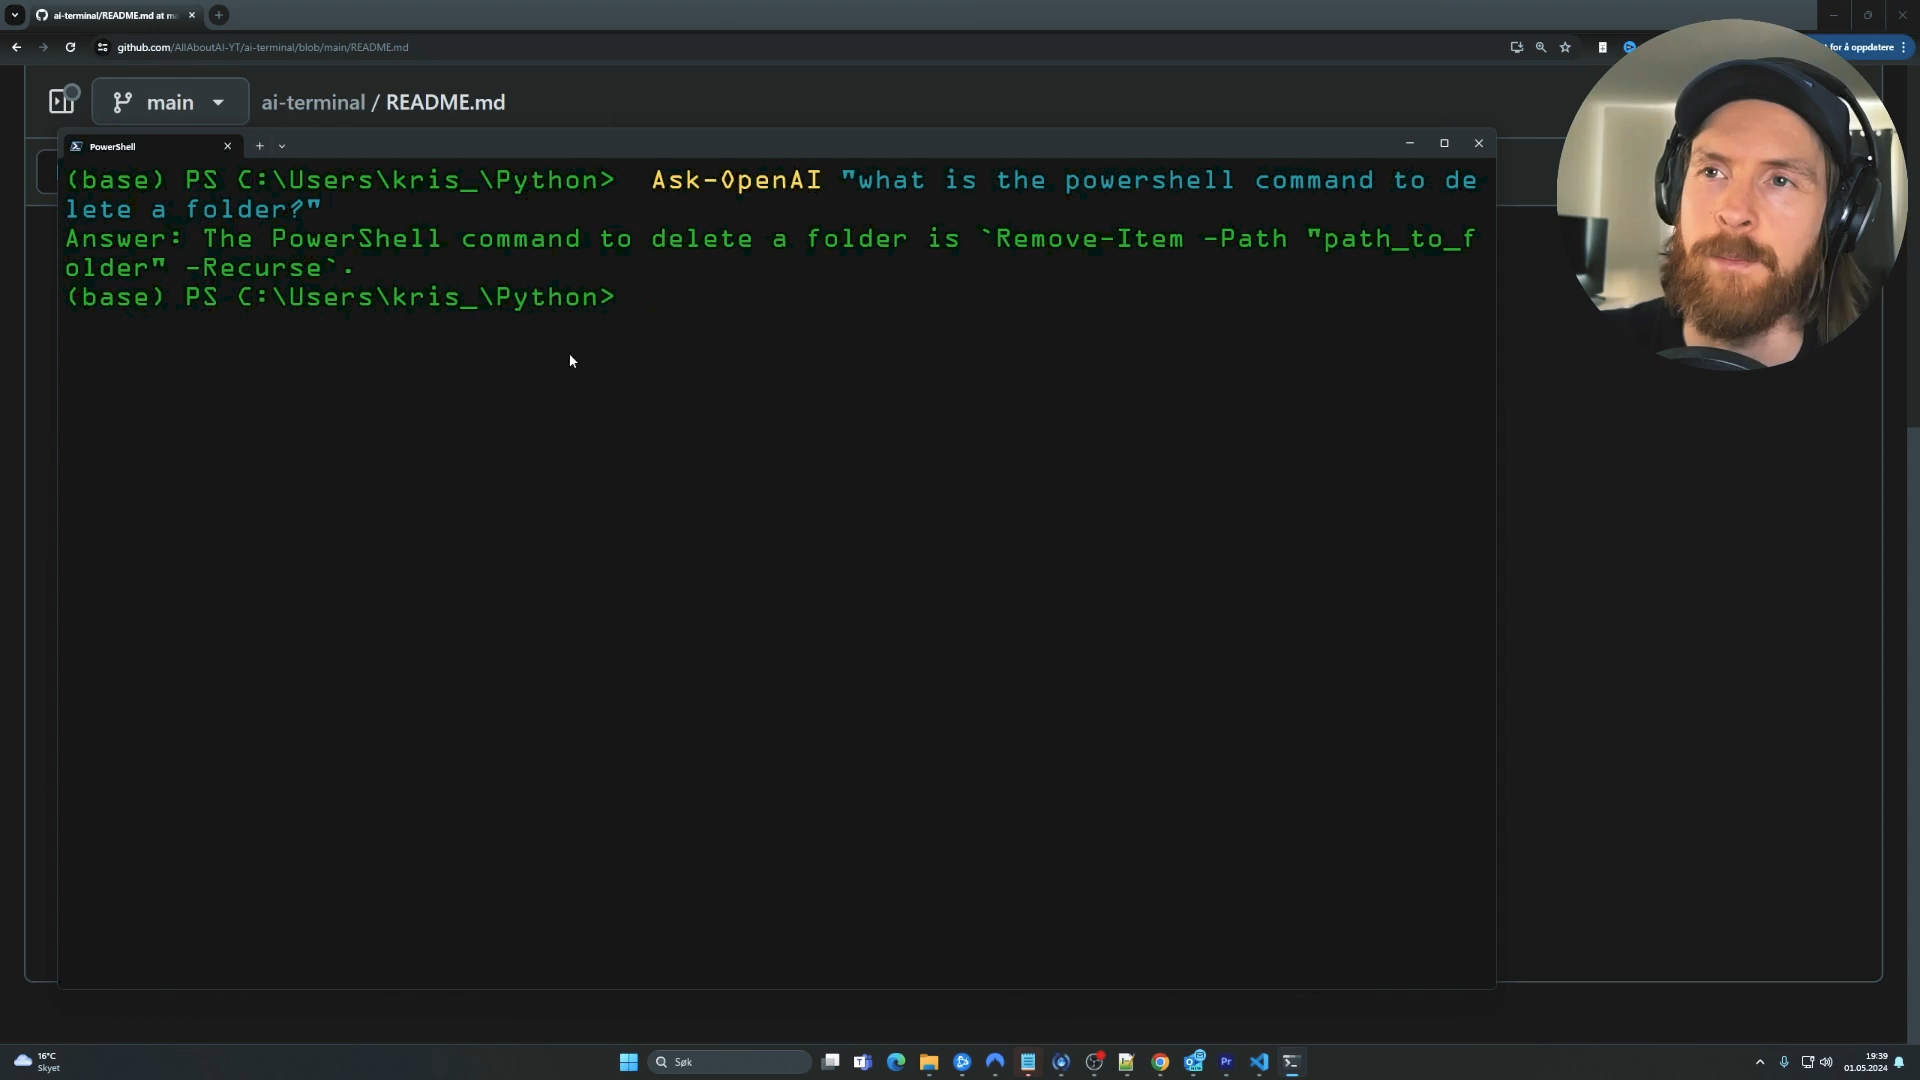 ai-terminal/README.md at m
github.com/AllAboutAI-YT/ai-terminal/blob/main/README.md
for å oppdatere
main
ai-terminal / README.md
PowerShell
(base) PS C:\Users\kris_\Python>  Ask-OpenAI "what is the powershell command to de
lete a folder?"
Answer: The PowerShell command to delete a folder is `Remove-Item -Path "path_to_f
older" -Recurse`.
(base) PS C:\Users\kris_\Python>
16°C
Skyet
Søk
Pr
19:39
01.05.2024